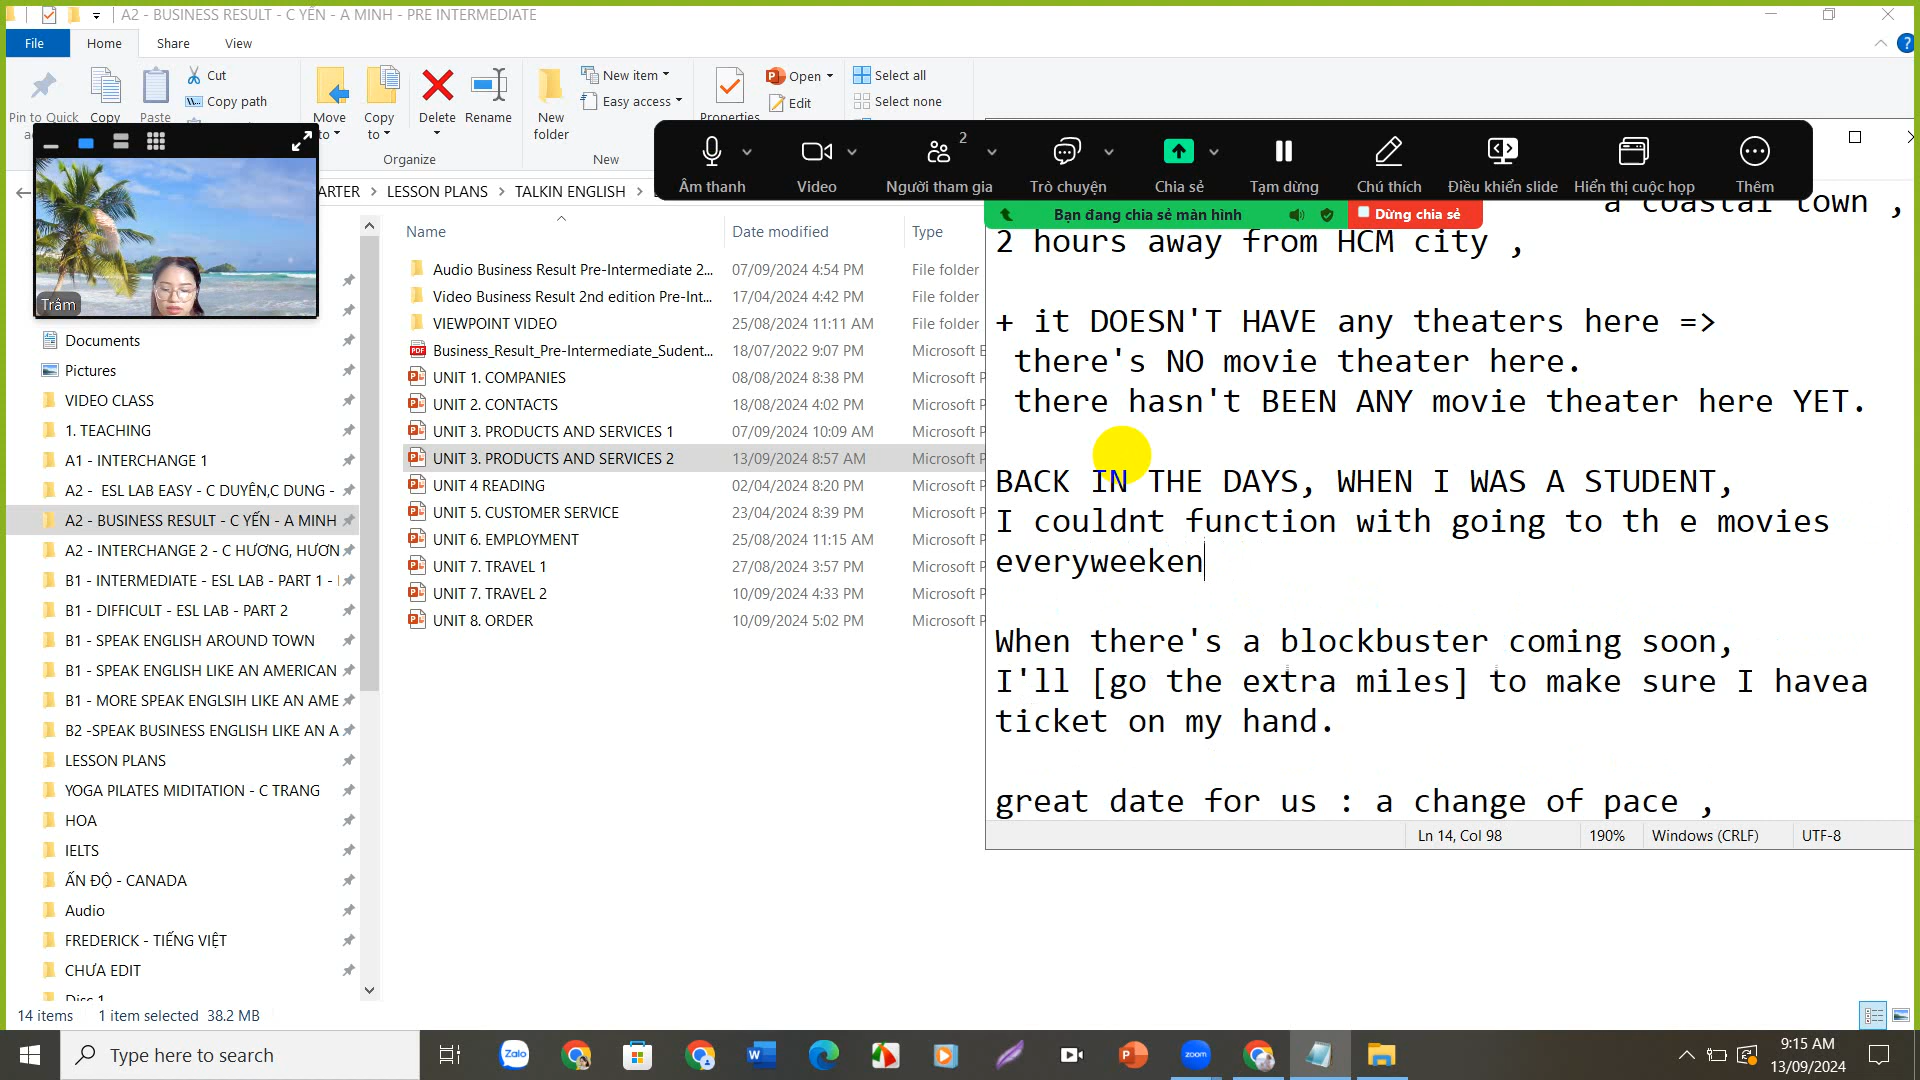 A2 - BUSINESS RESULT - C YẾN - A MINH - PRE INTERMEDIATE
File
Home
Share
View
Pin to Quick
Copy
Paste
Cut
Copy path
Move to
Copy to
Delete
Rename
Organize
New folder
New item
Easy access
New
Properties
Open
Edit
Select all
Select none
Trâm
Âm thanh
Video
2
Người tham gia
Trò chuyện
Chia sẻ
Tạm dừng
Chú thích
Điều khiển slide
Hiển thị cuộc họp
Thêm
Bạn đang chia sẻ màn hình
Dừng chia sẻ
ARTER > LESSON PLANS > TALKIN ENGLISH >
Name
Date modified
Type
Audio Business Result Pre-Intermediate 2... 07/09/2024 4:54 PM File folder
Video Business Result 2nd edition Pre-Int... 17/04/2024 4:42 PM File folder
VIEWPOINT VIDEO 25/08/2024 11:11 AM File folder
Business_Result_Pre-Intermediate_Sudent... 18/07/2022 9:07 PM Microsoft E
UNIT 1. COMPANIES 08/08/2024 8:38 PM Microsoft P
UNIT 2. CONTACTS 18/08/2024 4:02 PM Microsoft P
UNIT 3. PRODUCTS AND SERVICES 1 07/09/2024 10:09 AM Microsoft P
UNIT 3. PRODUCTS AND SERVICES 2 13/09/2024 8:57 AM Microsoft P
UNIT 4 READING 02/04/2024 8:20 PM Microsoft P
UNIT 5. CUSTOMER SERVICE 23/04/2024 8:39 PM Microsoft P
UNIT 6. EMPLOYMENT 25/08/2024 11:15 AM Microsoft P
UNIT 7. TRAVEL 1 27/08/2024 3:57 PM Microsoft P
UNIT 7. TRAVEL 2 10/09/2024 4:33 PM Microsoft P
UNIT 8. ORDER 10/09/2024 5:02 PM Microsoft P
Documents
Pictures
VIDEO CLASS
1. TEACHING
A1 - INTERCHANGE 1
A2 - ESL LAB EASY - C DUYÊN,C DUNG -
A2 - BUSINESS RESULT - C YẾN - A MINH
A2 - INTERCHANGE 2 - C HƯƠNG, HƯƠN
B1 - INTERMEDIATE - ESL LAB - PART 1 -
B1 - DIFFICULT - ESL LAB - PART 2
B1 - SPEAK ENGLISH AROUND TOWN
B1 - SPEAK ENGLISH LIKE AN AMERICAN
B1 - MORE SPEAK ENGLSIH LIKE AN AME
B2 -SPEAK BUSINESS ENGLISH LIKE AN A
LESSON PLANS
YOGA PILATES MIDITATION - C TRANG
HOA
IELTS
ẤN ĐỘ - CANADA
Audio
FREDERICK - TIẾNG VIỆT
CHƯA EDIT
Disc 1
14 items
1 item selected 38.2 MB
a coastal town ,
2 hours away from HCM city ,
+ it DOESN'T HAVE any theaters here =>
there's NO movie theater here.
there hasn't BEEN ANY movie theater here YET.
BACK IN THE DAYS, WHEN I WAS A STUDENT,
I couldnt function with going to th e movies
everyweeken
When there's a blockbuster coming soon,
I'll [go the extra miles] to make sure I havea
ticket on my hand.
great date for us : a change of pace ,
Ln 14, Col 98
190%
Windows (CRLF)
UTF-8
Type here to search
Zalo
zoom
9:15 AM
13/09/2024